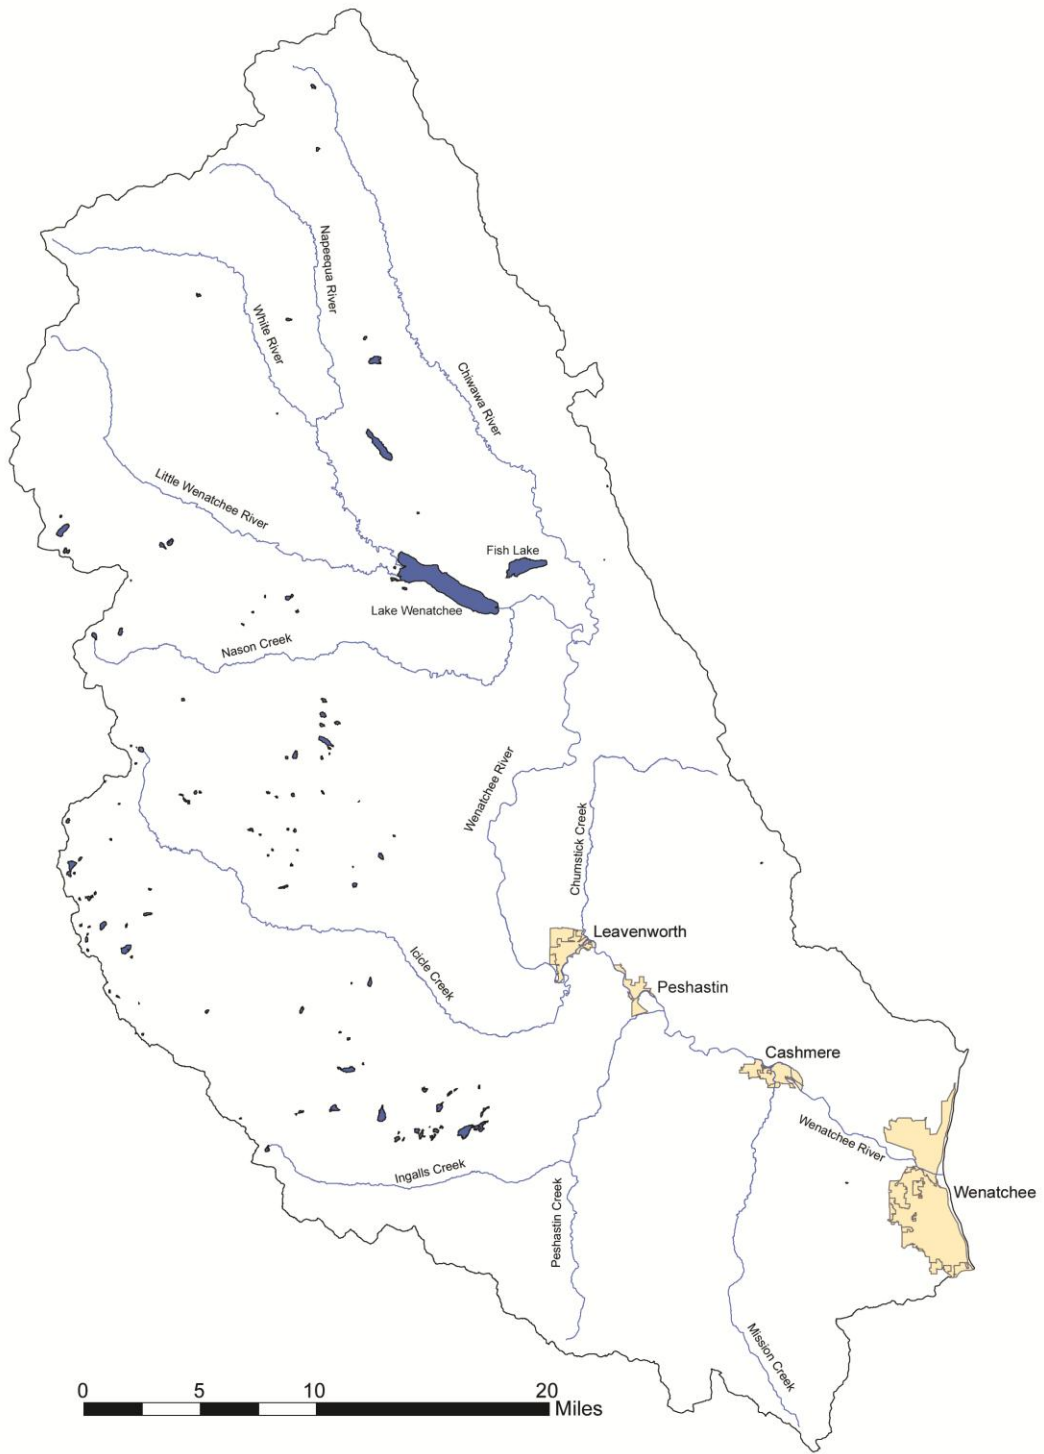 Napeequa River
White River
Chiwawa River
Little Wenatchee River
Fish Lake
Lake Wenatchee
Nason Creek
Wenatchee River
Chumstick Creek
Leavenworth
Icicle Creek
Peshastin
Cashmere
Wenatchee River
Ingalls Creek
Peshastin Creek
Wenatchee
Mission Creek
0 5 10 20
Miles